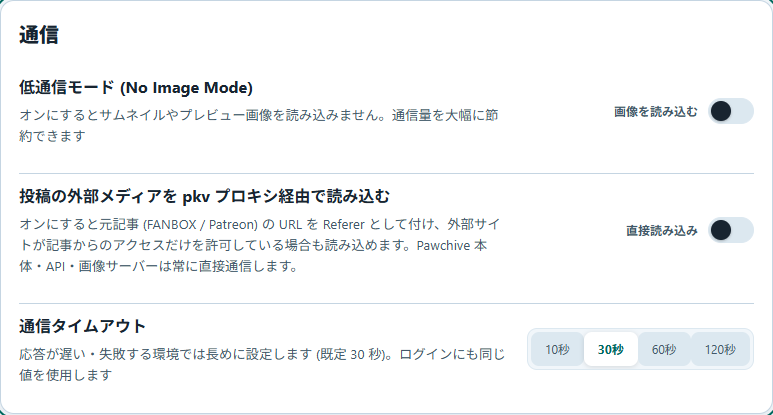 通信
低通信モード (No Image Mode)
オンにするとサムネイルやプレビュー画像を読み込みません。通信量を大幅に節
約できます
画像を読み込む
投稿の外部メディアを pkv プロキシ経由で読み込む
オンにすると元記事 (FANBOX / Patreon) の URL を Referer として付け、外部サイ
トが記事からのアクセスだけを許可している場合も読み込めます。Pawchive 本
体・API・画像サーバーは常に直接通信します。
直接読み込み
通信タイムアウト
応答が遅い・失敗する環境では長めに設定します (既定 30 秒)。ログインにも同じ
値を使用します
10秒 30秒 60秒 120秒